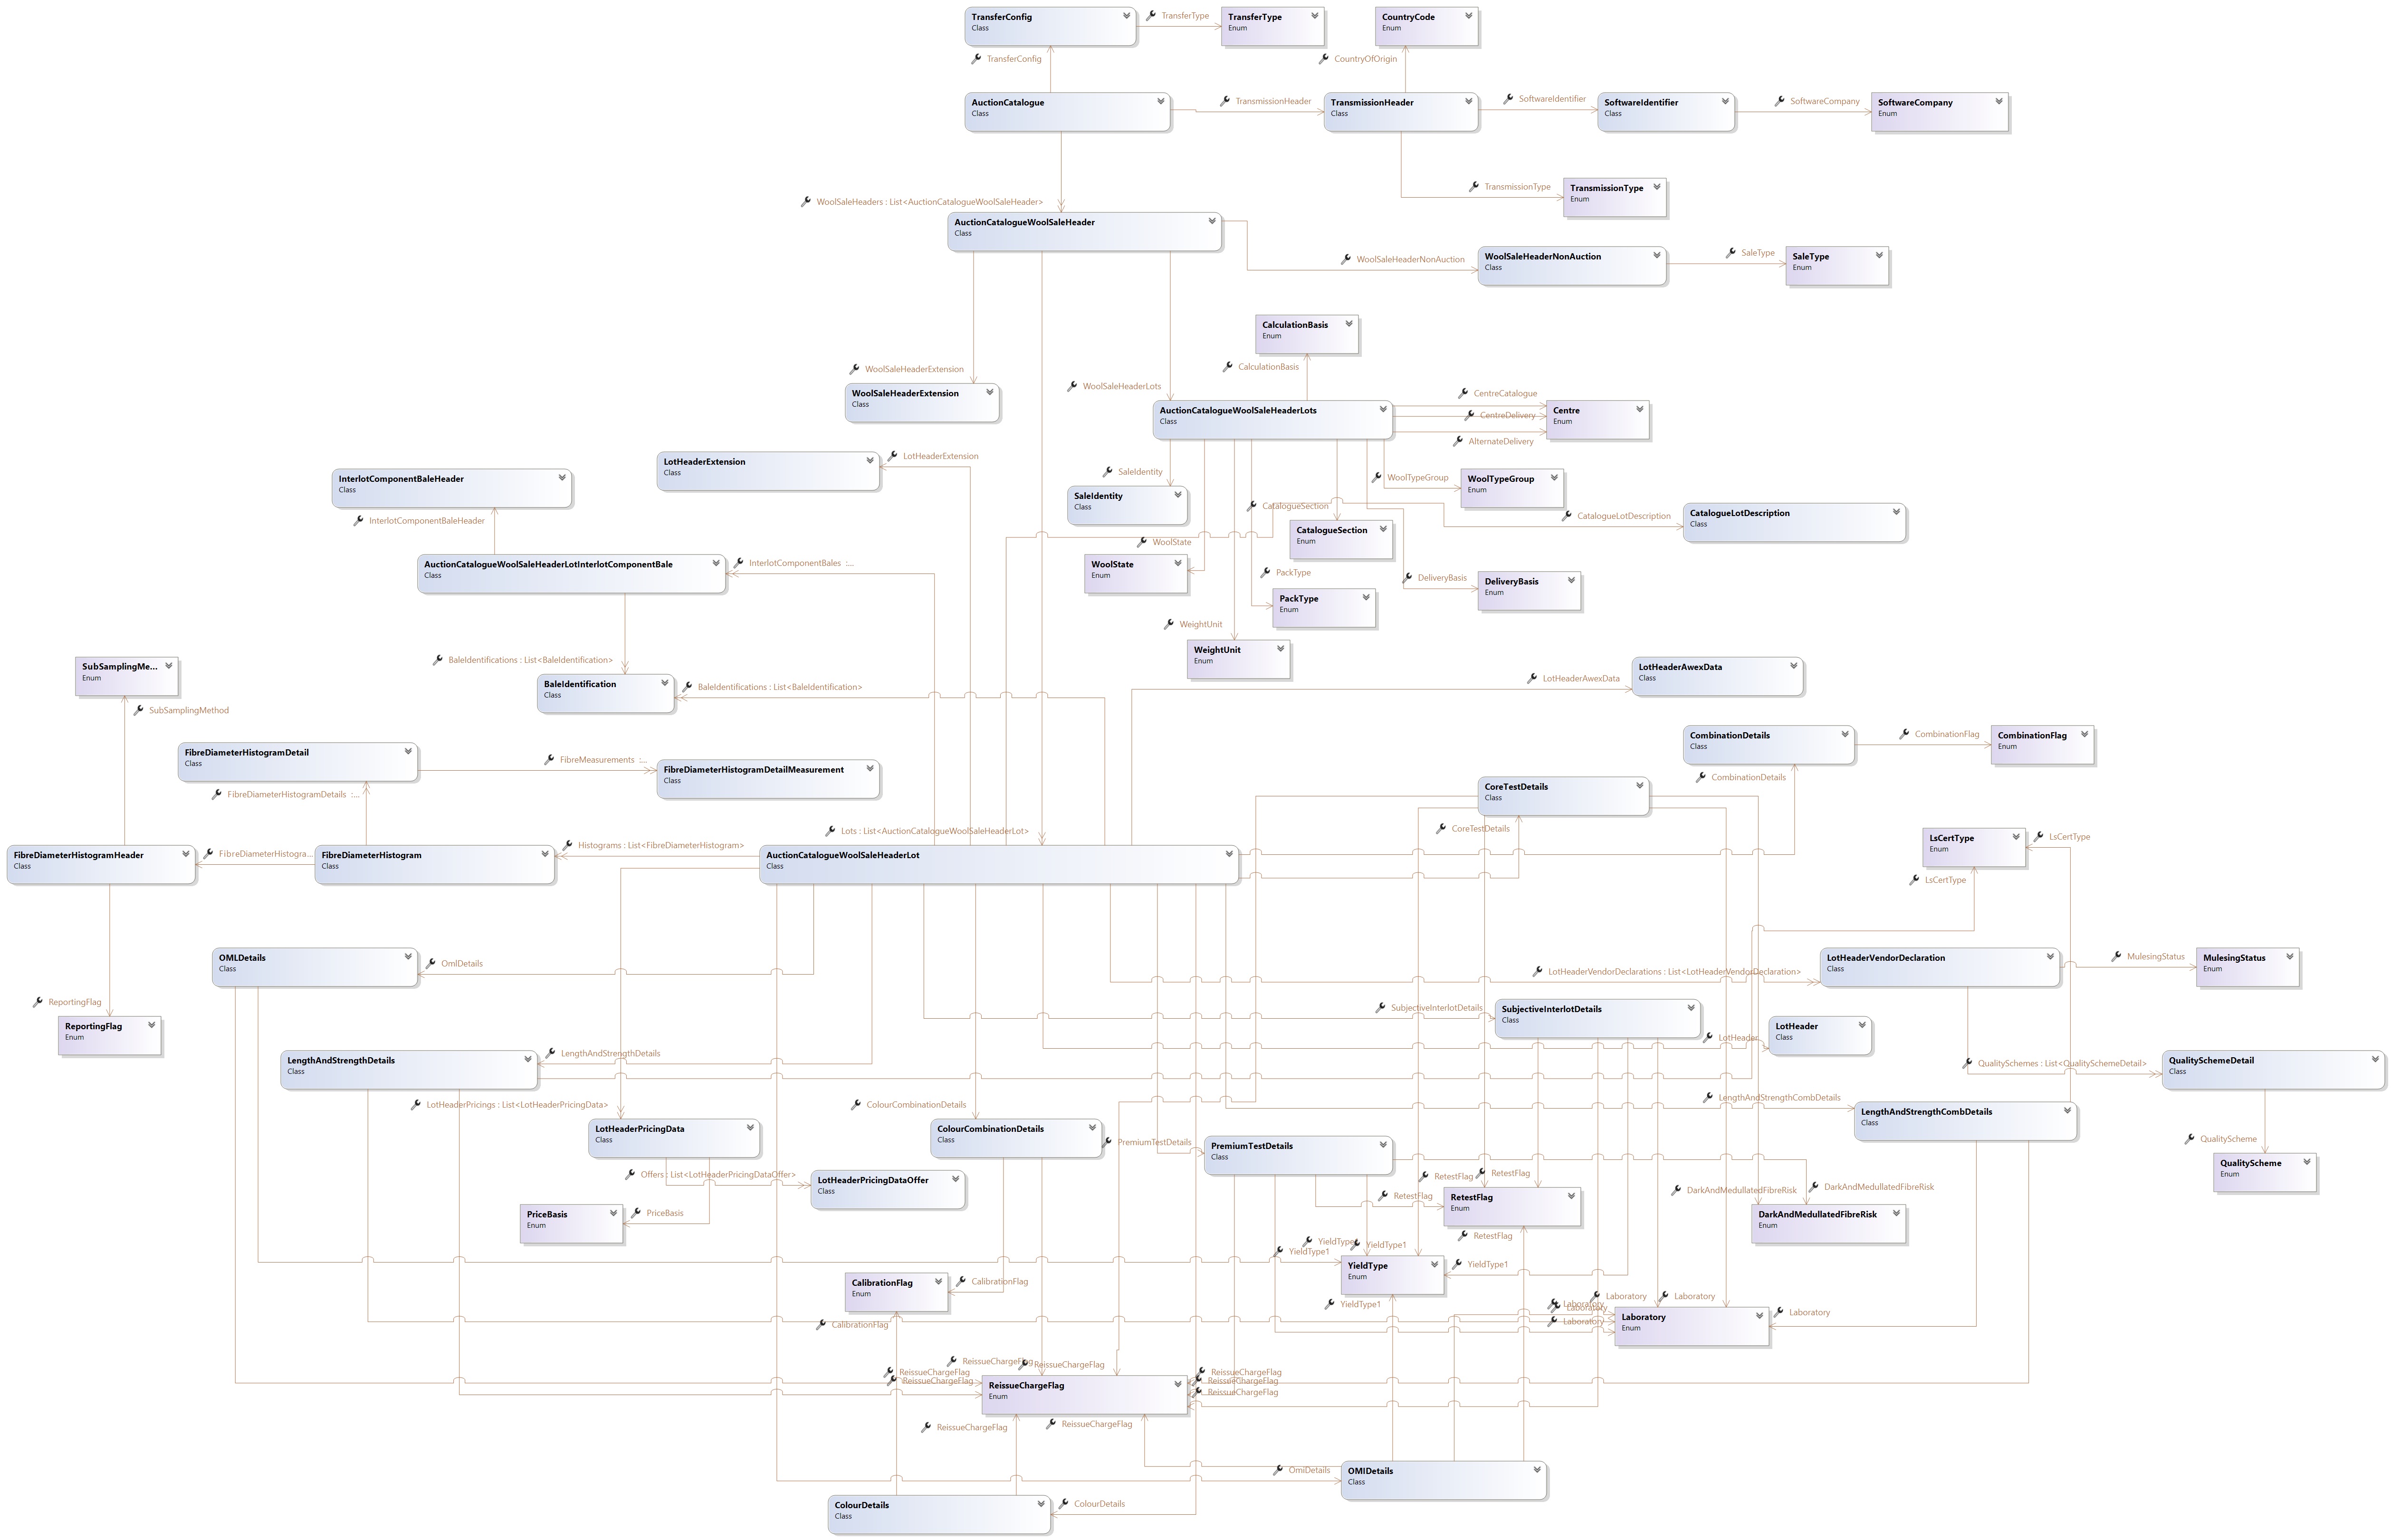 TransferConfig
Class
TransferType
TransferType
Enum
CountryCode
Enum
TransferConfig
CountryOfOrigin
AuctionCatalogue
Class
TransmissionHeader
TransmissionHeader
Class
SoftwareIdentifier
SoftwareIdentifier
Class
SoftwareCompany
SoftwareCompany
Enum
TransmissionType
TransmissionType
Enum
WoolSaleHeaders : List<AuctionCatalogueWoolSaleHeader>
AuctionCatalogueWoolSaleHeader
Class
WoolSaleHeaderNonAuction
WoolSaleHeaderNonAuction
Class
SaleType
SaleType
Enum
CalculationBasis
Enum
CalculationBasis
WoolSaleHeaderExtension
WoolSaleHeaderExtension
Class
WoolSaleHeaderLots
AuctionCatalogueWoolSaleHeaderLots
Class
CentreCatalogue
CentreDelivery
AlternateDelivery
Centre
Enum
LotHeaderExtension
Class
LotHeaderExtension
SaleIdentity
SaleIdentity
Class
WoolTypeGroup
WoolTypeGroup
Enum
InterlotComponentBaleHeader
Class
InterlotComponentBaleHeader
CatalogueSection
CatalogueSection
Enum
CatalogueLotDescription
CatalogueLotDescription
Class
WoolState
WoolState
Enum
AuctionCatalogueWoolSaleHeaderLotInterlotComponentBale
Class
InterlotComponentBales :...
PackType
PackType
Enum
DeliveryBasis
DeliveryBasis
Enum
WeightUnit
WeightUnit
Enum
SubSamplingMe...
Enum
SubSamplingMethod
BaleIdentifications : List<BaleIdentification>
BaleIdentification
Class
BaleIdentifications : List<BaleIdentification>
LotHeaderAwexData
LotHeaderAwexData
Class
FibreDiameterHistogramDetail
Class
FibreMeasurements :...
FibreDiameterHistogramDetailMeasurement
Class
FibreDiameterHistogramDetails :...
CombinationDetails
Class
CombinationFlag
CombinationFlag
Enum
CombinationDetails
CoreTestDetails
Class
CoreTestDetails
Lots : List<AuctionCatalogueWoolSaleHeaderLot>
LsCertType
Enum
LsCertType
LsCertType
FibreDiameterHistogramHeader
Class
FibreDiameterHistogra...
FibreDiameterHistogram
Class
Histograms : List<FibreDiameterHistogram>
AuctionCatalogueWoolSaleHeaderLot
Class
OMLDetails
Class
OmlDetails
LotHeaderVendorDeclarations : List<LotHeaderVendorDeclaration>
LotHeaderVendorDeclaration
Class
MulesingStatus
MulesingStatus
Enum
ReportingFlag
ReportingFlag
Enum
SubjectiveInterlotDetails
SubjectiveInterlotDetails
Class
LotHeader
LotHeader
Class
LengthAndStrengthDetails
Class
LengthAndStrengthDetails
QualitySchemes : List<QualitySchemeDetail>
QualitySchemeDetail
Class
LotHeaderPricings : List<LotHeaderPricingData>
LotHeaderPricingData
Class
ColourCombinationDetails
ColourCombinationDetails
Class
LengthAndStrengthCombDetails
LengthAndStrengthCombDetails
Class
PremiumTestDetails
PremiumTestDetails
Class
QualityScheme
QualityScheme
Enum
Offers : List<LotHeaderPricingDataOffer>
LotHeaderPricingDataOffer
Class
RetestFlag
RetestFlag
RetestFlag
RetestFlag
Enum
RetestFlag
DarkAndMedullatedFibreRisk
DarkAndMedullatedFibreRisk
DarkAndMedullatedFibreRisk
Enum
PriceBasis
Enum
PriceBasis
YieldType1
YieldType1
YieldType
Enum
YieldType1
YieldType1
CalibrationFlag
Enum
CalibrationFlag
CalibrationFlag
Laboratory
Laboratory
Laboratory
Laboratory
Enum
Laboratory
ReissueChargeFlag
ReissueChargeFlag
ReissueChargeFlag
ReissueChargeFlag
ReissueChargeFlag
Enum
ReissueChargeFlag
ReissueChargeFlag
ReissueChargeFlag
ReissueChargeFlag
ReissueChargeFlag
OmiDetails
OMIDetails
Class
ColourDetails
Class
ColourDetails